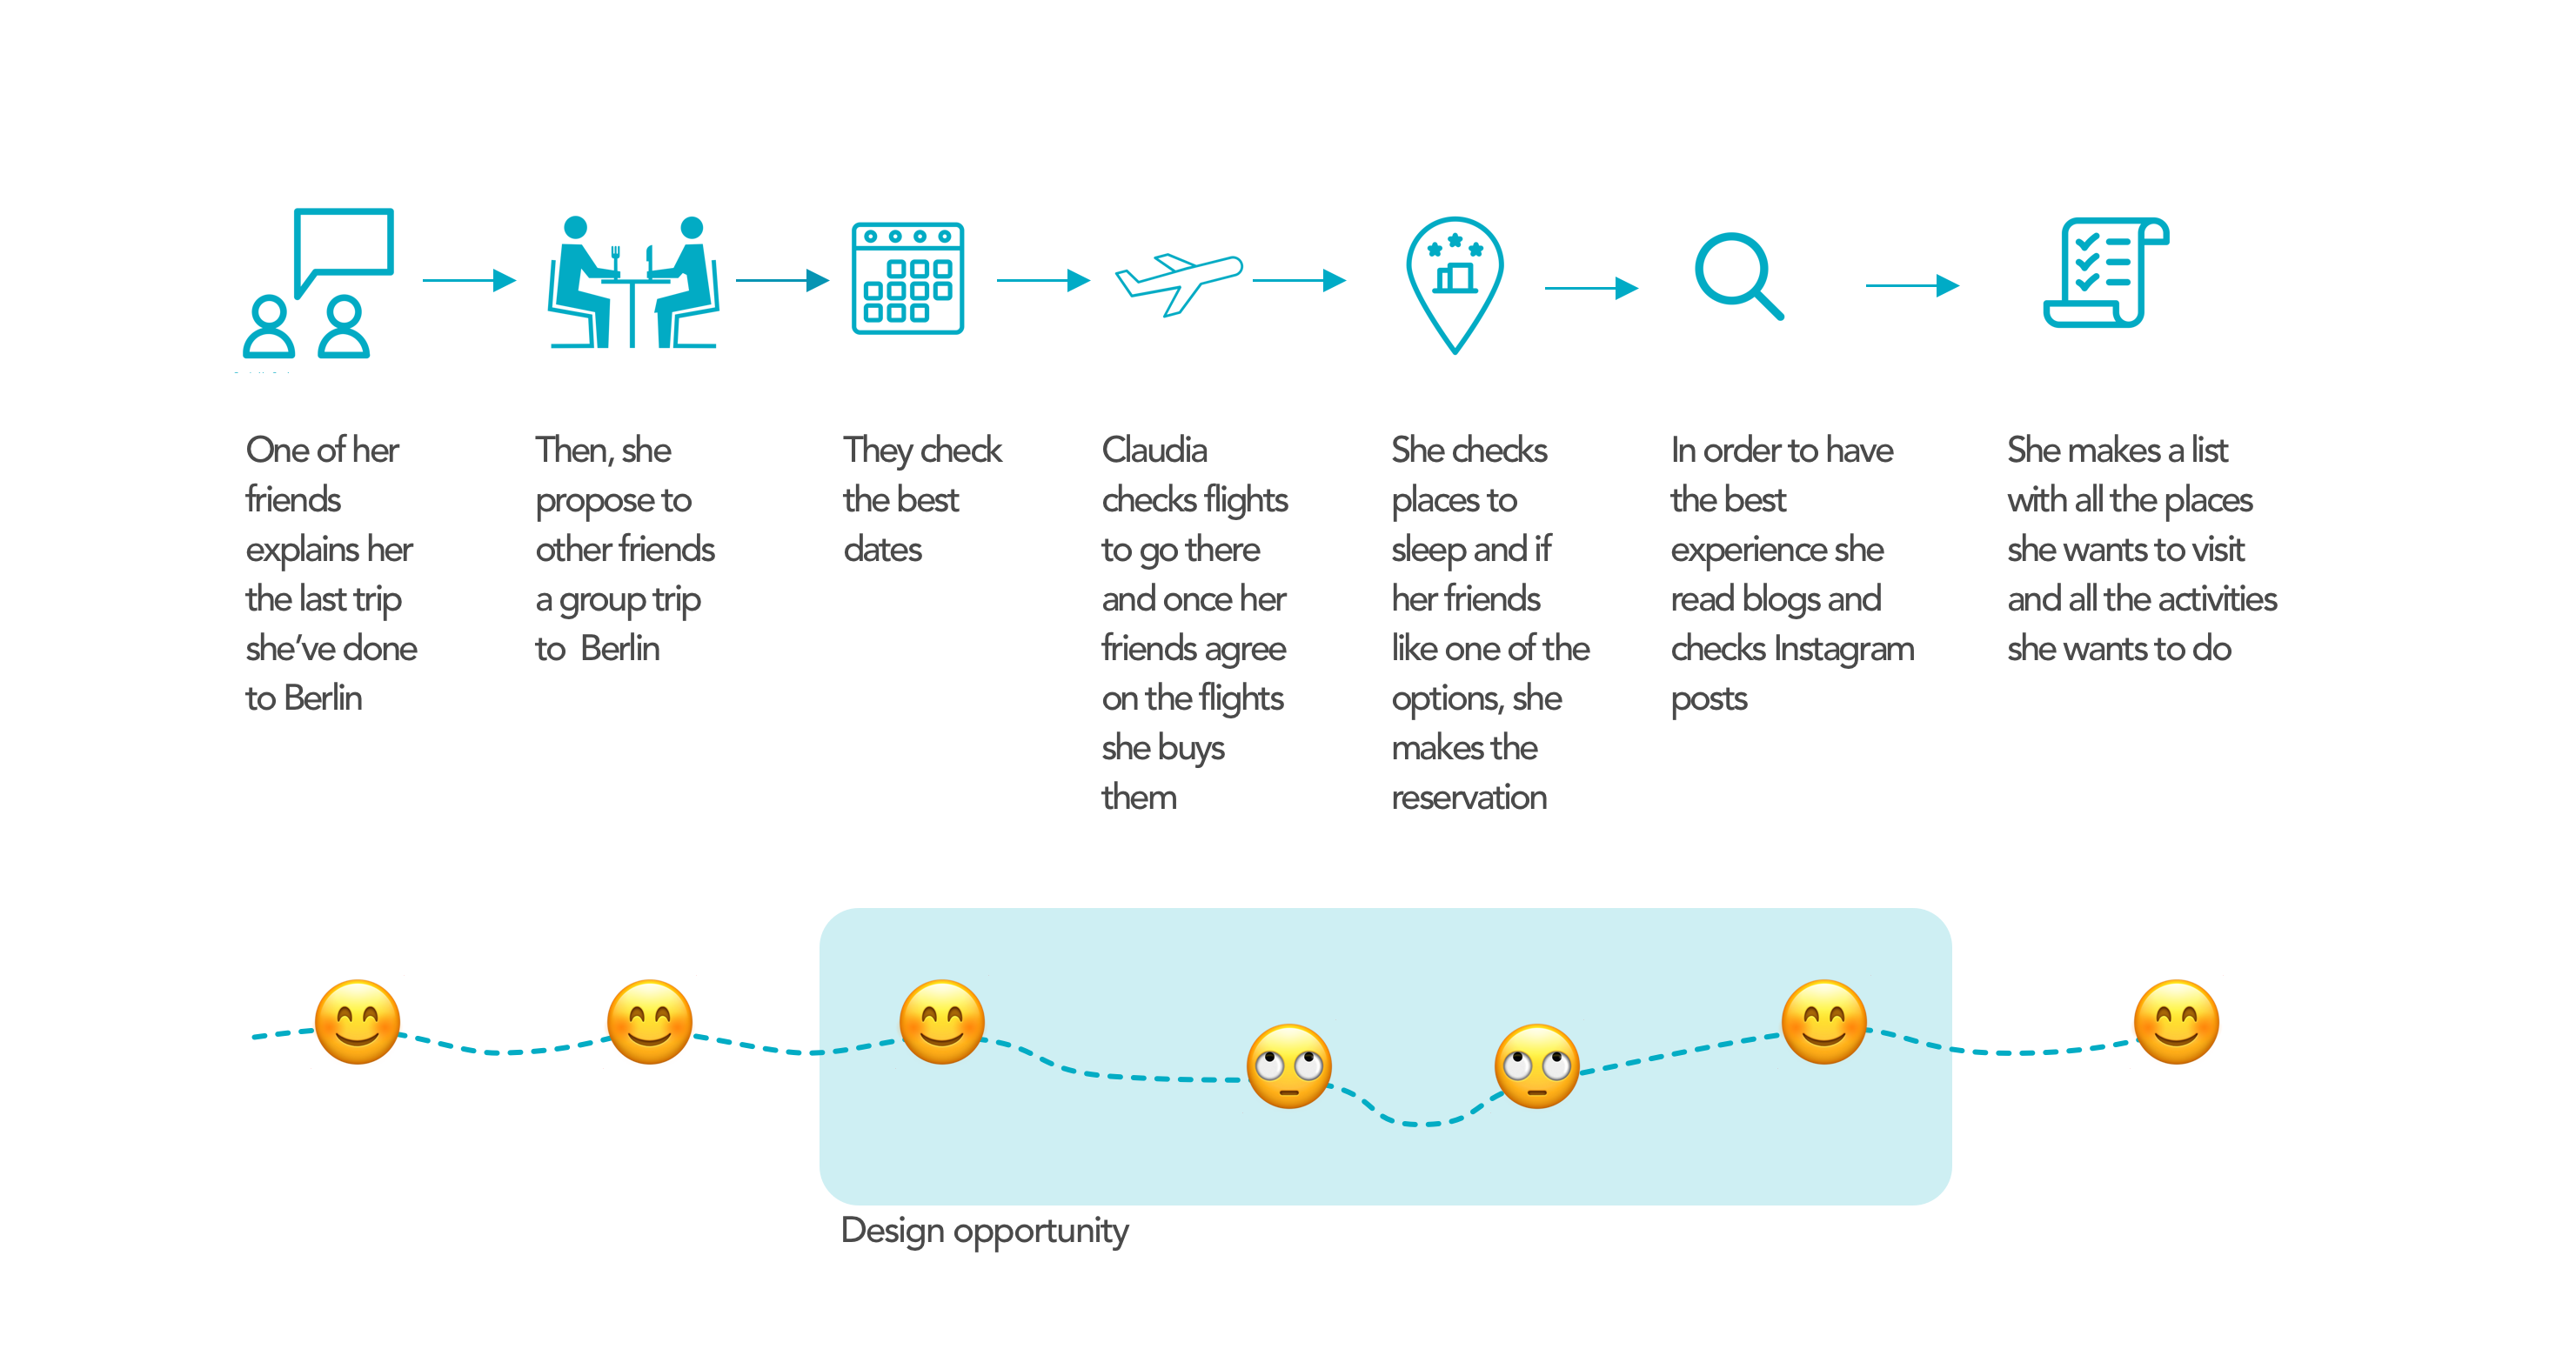 One of her
friends
explains her
the last trip
she've done
to Berlin
Then, she
propose to
other friends
a group trip
to Berlin
They check
the best
dates
Claudia
checks flights
to go there
and once her
friends agree
on the flights
she buys
them
She checks
places to
sleep and if
her friends
like one of the
options, she
makes the
reservation
In order to have
the best
experience she
read blogs and
checks Instagram
posts
She makes a list
with all the places
she wants to visit
and all the activities
she wants to do
Design opportunity